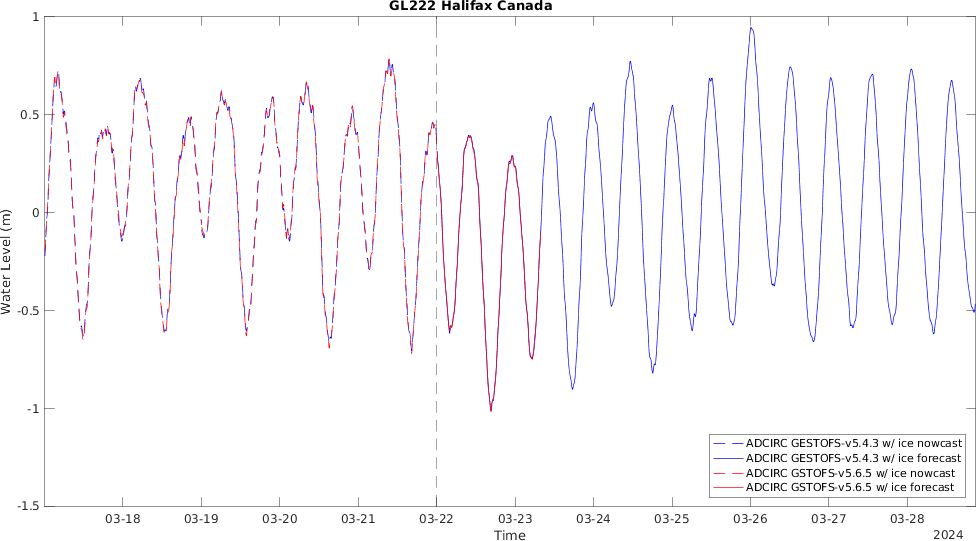 GL222 Halifax Canada
1
0.5
0
-0.5
-1
-1.5
Water Level (m)
03-18 03-19 03-20 03-21 03-22 03-23 03-24 03-25 03-26 03-27 03-28
Time
2024
ADCIRC GESTOFS-v5.4.3 w/ ice nowcast
ADCIRC GESTOFS-v5.4.3 w/ ice forecast
ADCIRC GSTOFS-v5.6.5 w/ ice nowcast
ADCIRC GSTOFS-v5.6.5 w/ ice forecast